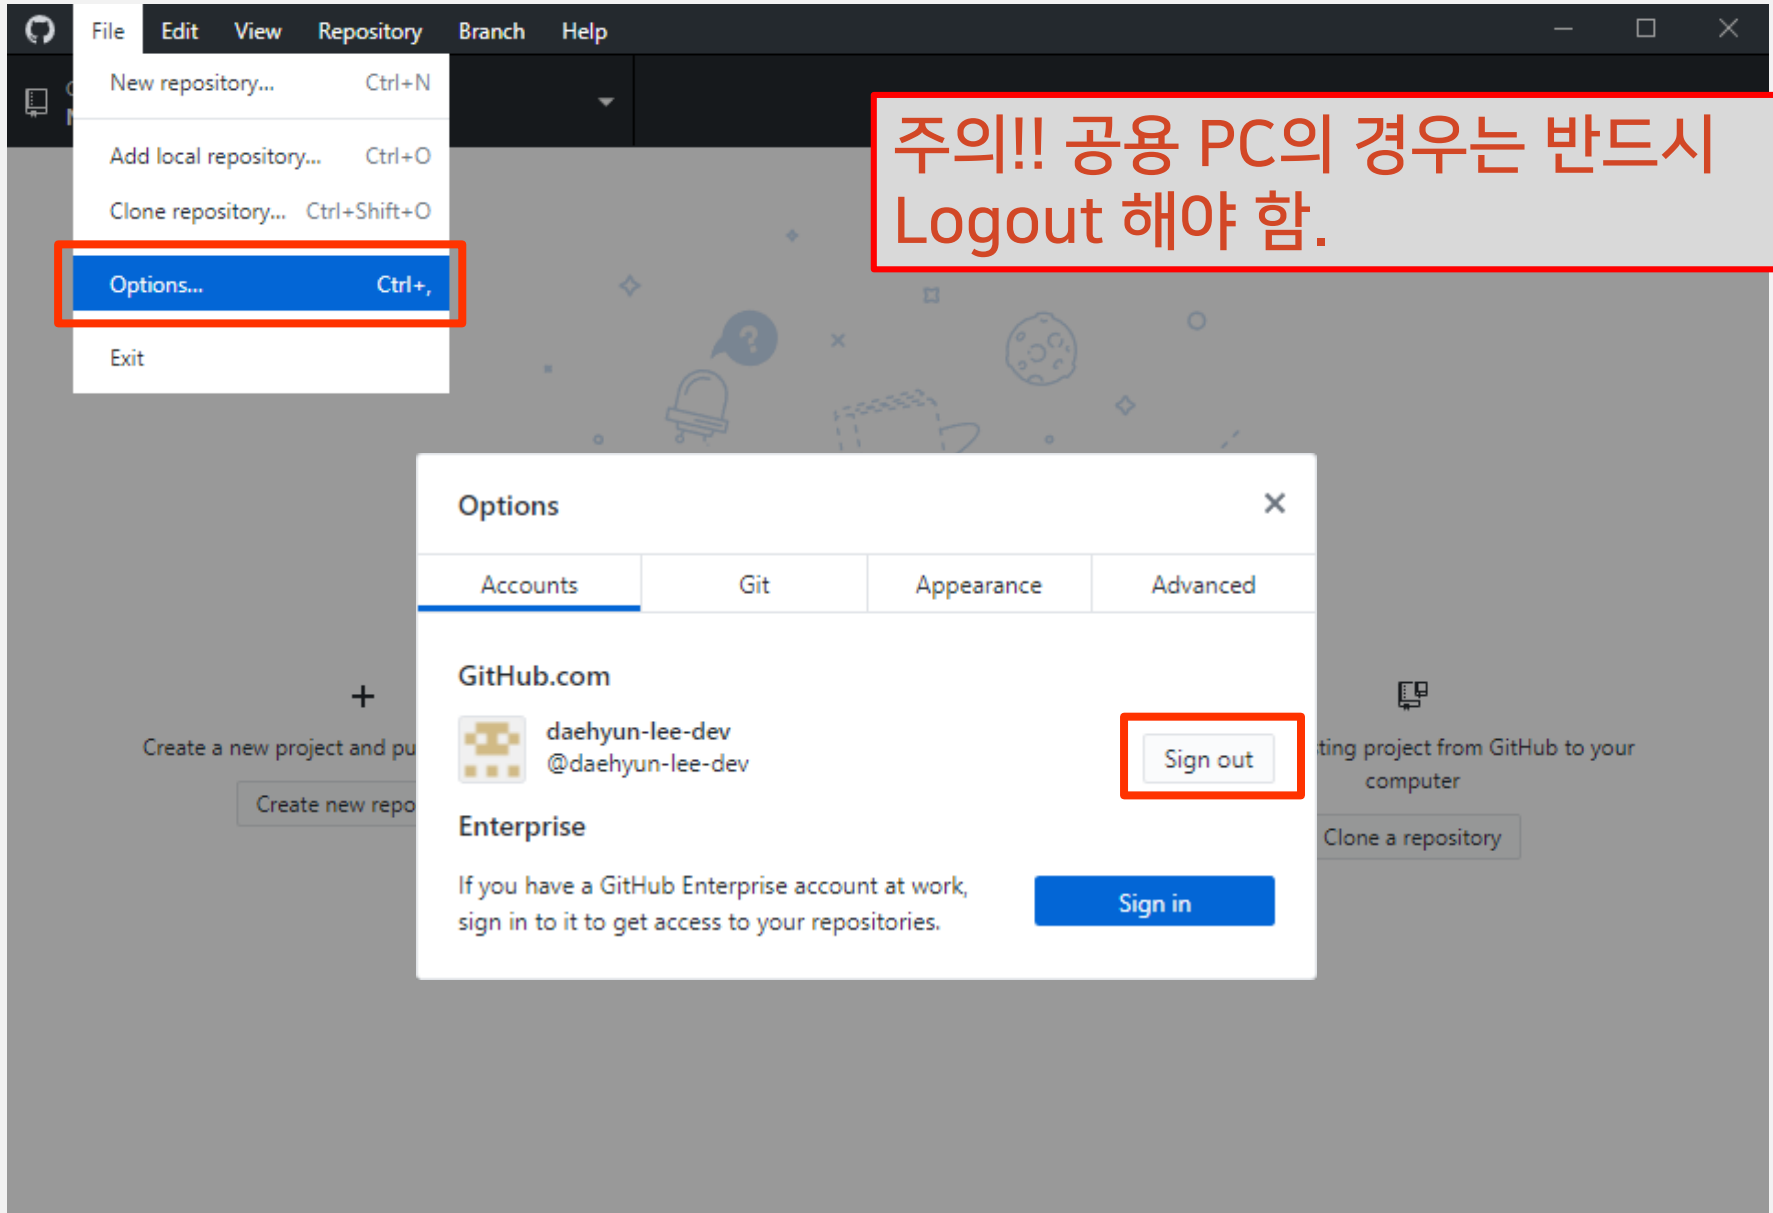 File Edit View Repository Branch Help
New repository... Ctrl+N
Add local repository... Ctrl+O
Clone repository... Ctrl+Shift+O
Options... Ctrl+,
Exit
주의!! 공용 PC의 경우는 반드시
Logout 해야 함.
Options
Accounts Git Appearance Advanced
GitHub.com
daehyun-lee-dev
@daehyun-lee-dev
Sign out
Enterprise
If you have a GitHub Enterprise account at work,
sign in to it to get access to your repositories.
Sign in
Create a new project and
Create new
project from GitHub to your
computer
Clone a repository